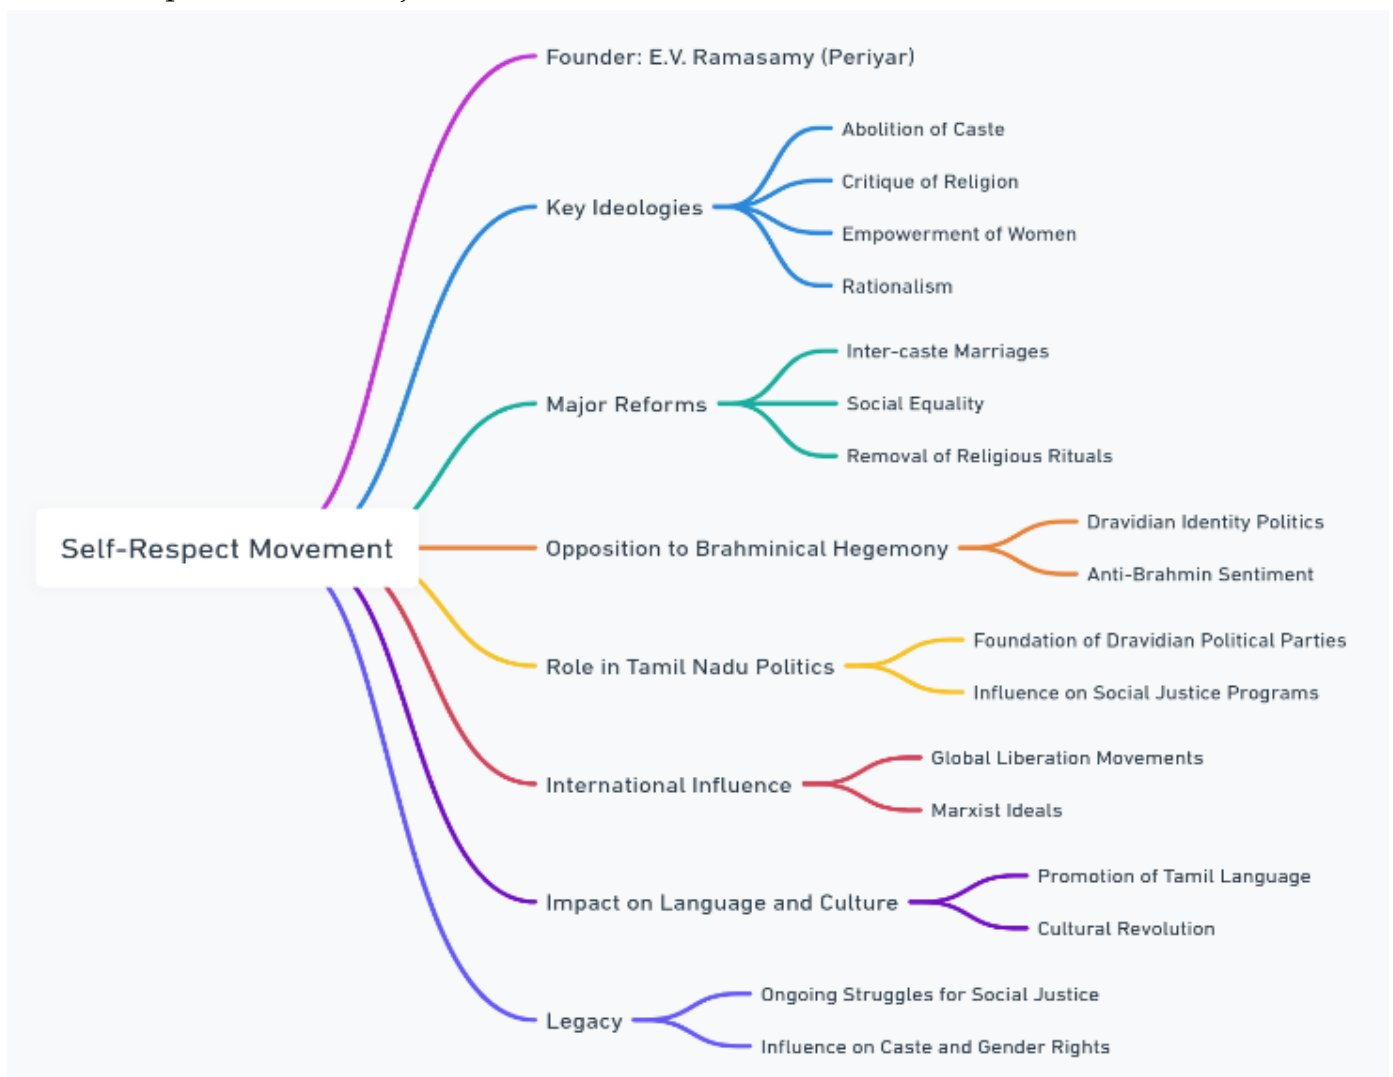 Self-Respect Movement
Founder: E.V. Ramasamy (Periyar)
Key Ideologies
Abolition of Caste
Critique of Religion
Empowerment of Women
Rationalism
Major Reforms
Inter-caste Marriages
Social Equality
Removal of Religious Rituals
Opposition to Brahminical Hegemony
Dravidian Identity Politics
Anti-Brahmin Sentiment
Role in Tamil Nadu Politics
Foundation of Dravidian Political Parties
Influence on Social Justice Programs
International Influence
Global Liberation Movements
Marxist Ideals
Impact on Language and Culture
Promotion of Tamil Language
Cultural Revolution
Legacy
Ongoing Struggles for Social Justice
Influence on Caste and Gender Rights